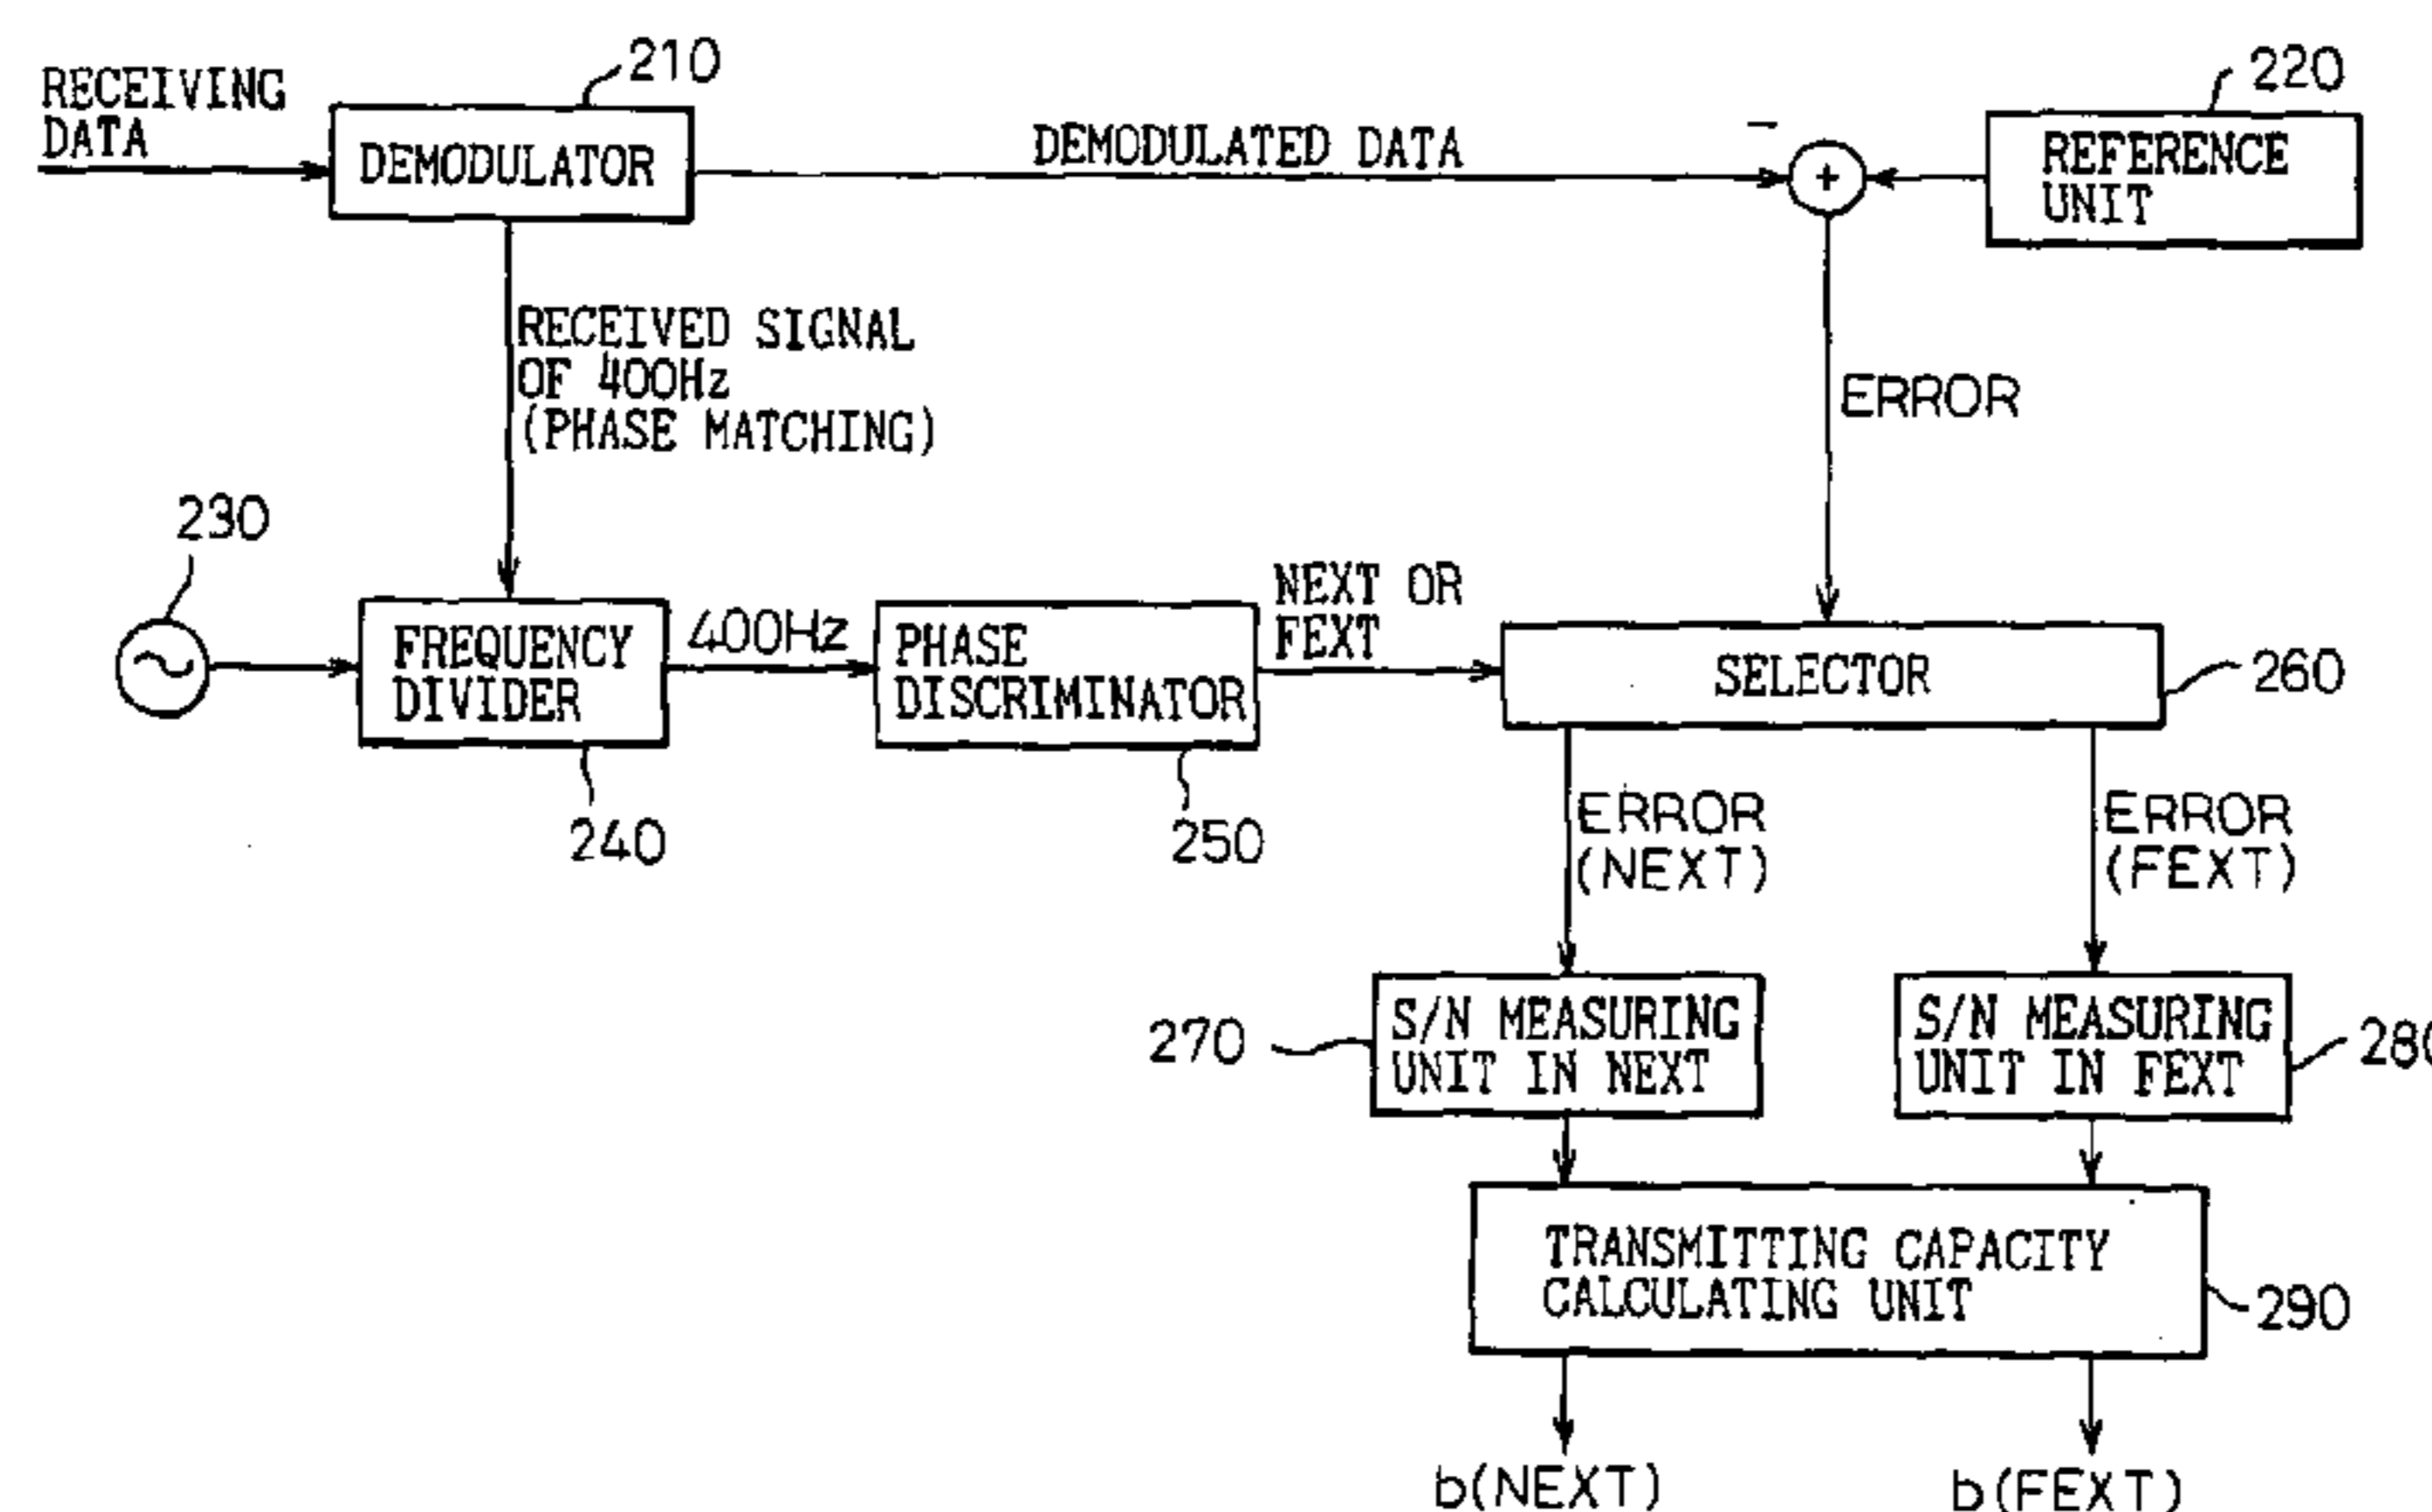 210
220
RECEIVING
DATA
DEMODULATOR
DEMODULATED DATA
−
+
REFERENCE
UNIT
RECEIVED SIGNAL
OF 400Hz
(PHASE MATCHING)
ERROR
230
FREQUENCY
DIVIDER
400Hz
PHASE
DISCRIMINATOR
NEXT OR
FEXT
SELECTOR
260
240
250
ERROR
(NEXT)
ERROR
(FEXT)
270
S/N MEASURING
UNIT IN NEXT
S/N MEASURING
UNIT IN FEXT
280
TRANSMITTING CAPACITY
CALCULATING UNIT
290
b(NEXT)
b(FEXT)